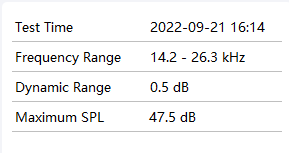 Test Time 2022-09-21 16:14
Frequency Range 14.2 - 26.3 kHz
Dynamic Range 0.5 dB
Maximum SPL 47.5 dB